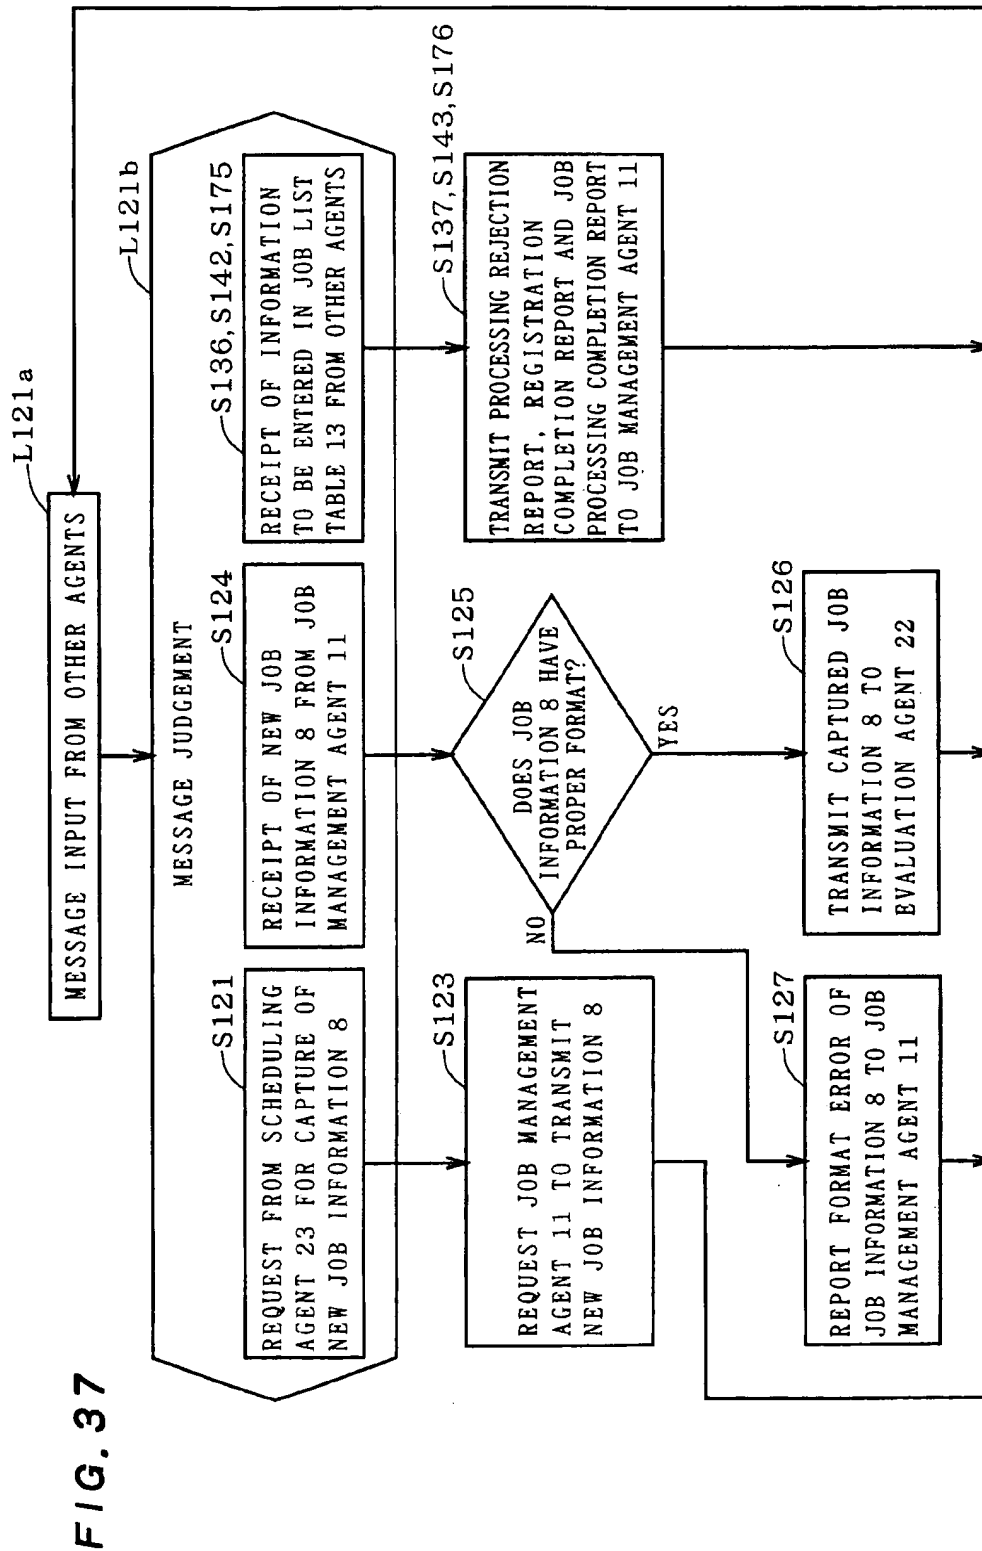 FIG. 37
L121a
MESSAGE INPUT FROM OTHER AGENTS
L121b
MESSAGE JUDGEMENT
S121
REQUEST FROM SCHEDULING
AGENT 23 FOR CAPTURE OF
NEW JOB INFORMATION 8
S124
RECEIPT OF NEW JOB
INFORMATION 8 FROM JOB
MANAGEMENT AGENT 11
S136, S142, S175
RECEIPT OF INFORMATION
TO BE ENTERED IN JOB LIST
TABLE 13 FROM OTHER AGENTS
S123
REQUEST JOB MANAGEMENT
AGENT 11 TO TRANSMIT
NEW JOB INFORMATION 8
S125
DOES JOB
INFORMATION 8 HAVE
PROPER FORMAT?
NO
YES
S137, S143, S176
TRANSMIT PROCESSING REJECTION
REPORT, REGISTRATION
COMPLETION REPORT AND JOB
PROCESSING COMPLETION REPORT
TO JOB MANAGEMENT AGENT 11
S127
REPORT FORMAT ERROR OF
JOB INFORMATION 8 TO JOB
MANAGEMENT AGENT 11
S126
TRANSMIT CAPTURED JOB
INFORMATION 8 TO
EVALUATION AGENT 22